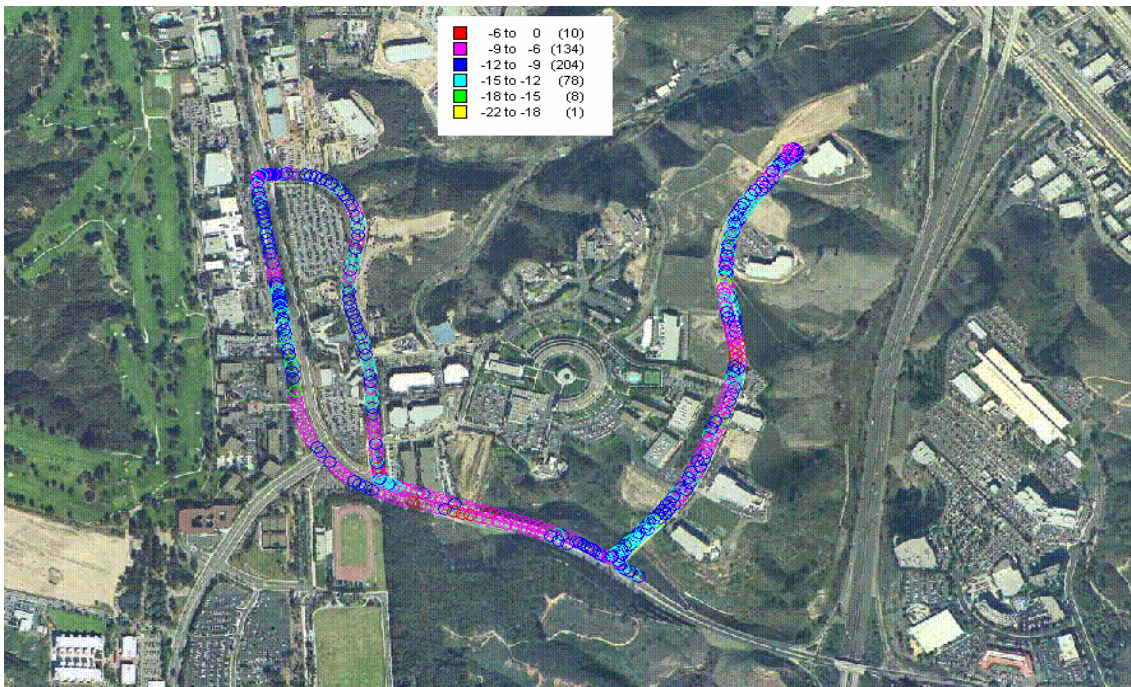 -6 to 0 (10)
-9 to -6 (134)
-12 to -9 (204)
-15 to -12 (78)
-18 to -15 (8)
-22 to -18 (1)